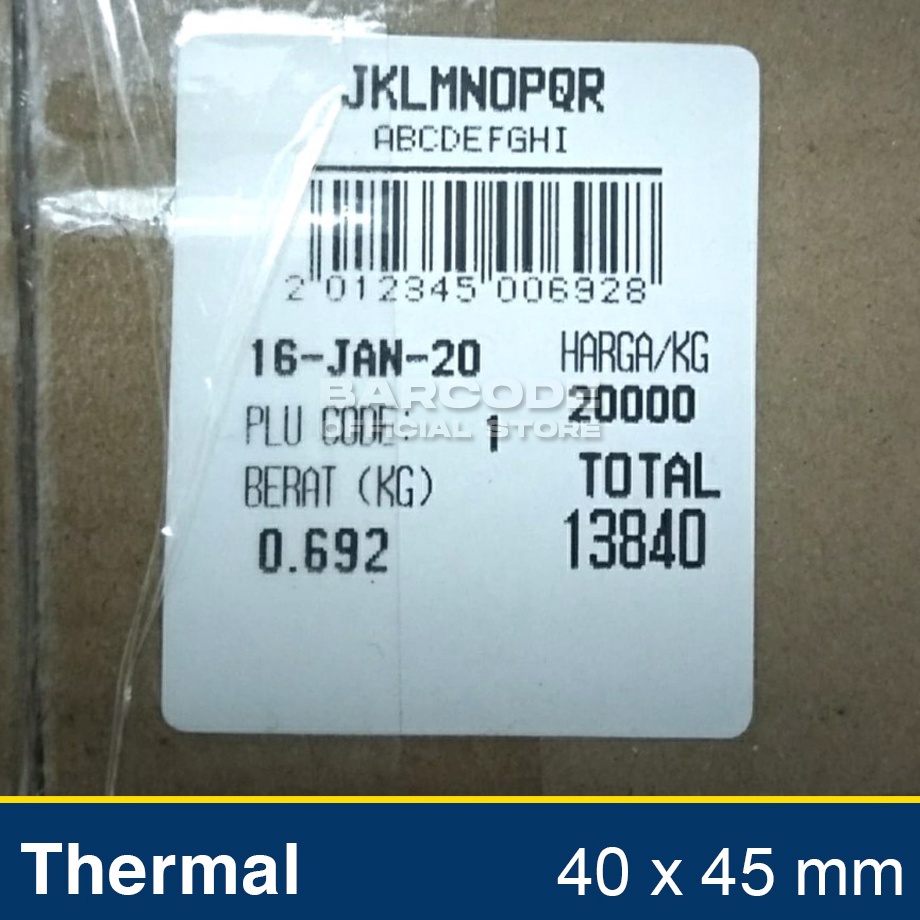 JKLMNOPQR
ABCDEFGHI
2 012345 006928
16-JAN-20
HARGA/KG
20000
BARCODE
OFFICIAL STORE
PLU CODE: 1
BERAT (KG)
0.692
TOTAL
13840
Thermal
40 x 45 mm